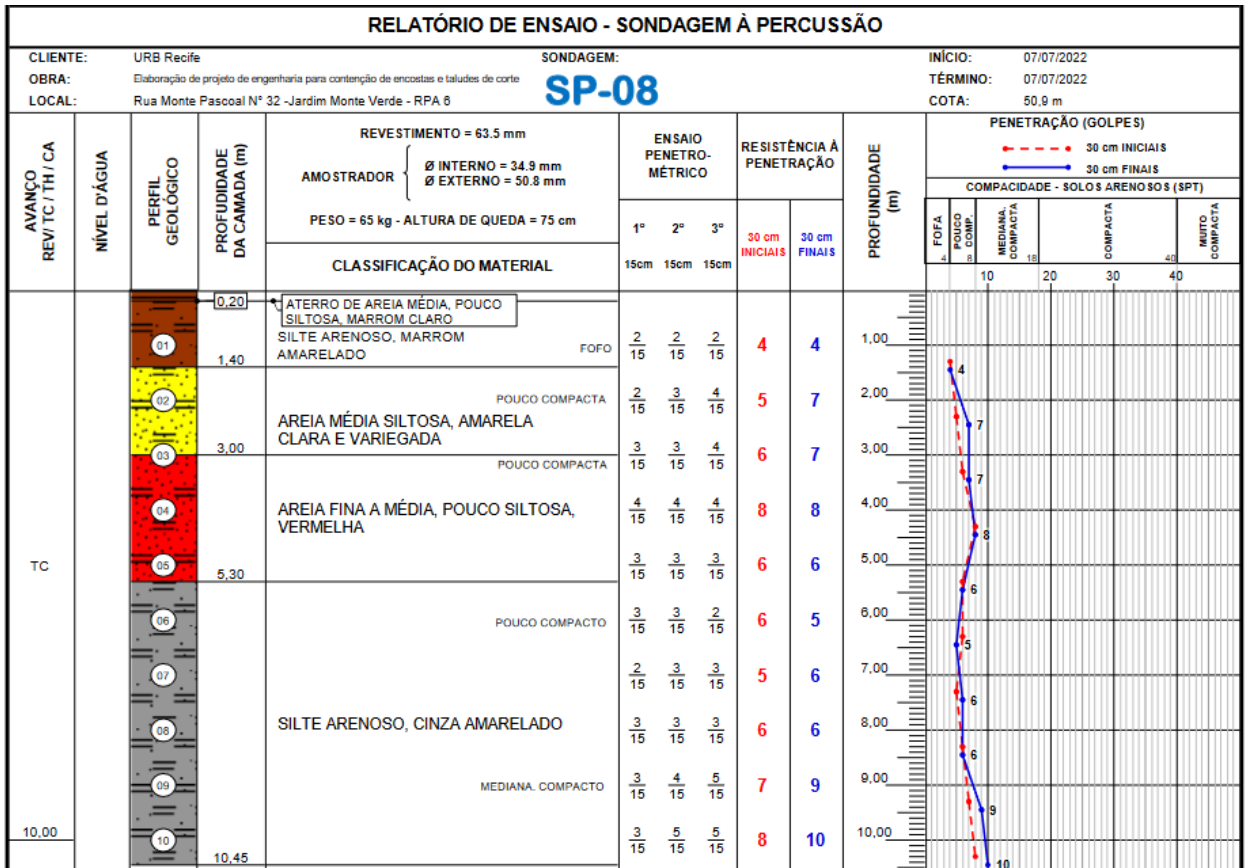 RELATÓRIO DE ENSAIO - SONDAGEM À PERCUSSÃO
CLIENTE: URB Recife
OBRA: Elaboração de projeto de engenharia para contenção de encostas e taludes de corte
LOCAL: Rua Monte Pascoal N° 32 -Jardim Monte Verde - RPA 6
SONDAGEM:
SP-08
INÍCIO: 07/07/2022
TÉRMINO: 07/07/2022
COTA: 50,9 m
AVANÇO
REV/ TC / TH / CA
NÍVEL D'ÁGUA
PERFIL
GEOLÓGICO
PROFUDIDADE
DA CAMADA (m)
REVESTIMENTO = 63.5 mm
AMOSTRADOR
Ø INTERNO = 34.9 mm
Ø EXTERNO = 50.8 mm
PESO = 65 kg - ALTURA DE QUEDA = 75 cm
CLASSIFICAÇÃO DO MATERIAL
ENSAIO
PENETRO-
MÉTRICO
1° 2° 3°
15cm 15cm 15cm
RESISTÊNCIA À
PENETRAÇÃO
30 cm
INICIAIS
30 cm
FINAIS
PROFUNDIDADE
(m)
PENETRAÇÃO (GOLPES)
30 cm INICIAIS
30 cm FINAIS
COMPACIDADE - SOLOS ARENOSOS (SPT)
FOFA
POUCO
COMP.
MEDIANA.
COMPACTA
COMPACTA
MUITO
COMPACTA
4 8 18 40
10 20 30 40
0,20
ATERRO DE AREIA MÉDIA, POUCO
SILTOSA, MARROM CLARO
SILTE ARENOSO, MARROM
AMARELADO
FOFO
01
1,40
2/15 2/15 2/15 4 4
1,00
4
02
POUCO COMPACTA
2/15 3/15 4/15 5 7
2,00
7
AREIA MÉDIA SILTOSA, AMARELA
CLARA E VARIEGADA
3,00
03
POUCO COMPACTA
3/15 3/15 4/15 6 7
3,00
7
04
AREIA FINA A MÉDIA, POUCO SILTOSA,
VERMELHA
4/15 4/15 4/15 8 8
4,00
8
TC
05
5,30
3/15 3/15 3/15 6 6
5,00
6
06
POUCO COMPACTO
3/15 3/15 2/15 6 5
6,00
5
07
2/15 3/15 3/15 5 6
7,00
6
08
SILTE ARENOSO, CINZA AMARELADO
3/15 3/15 3/15 6 6
8,00
6
09
MEDIANA. COMPACTO
3/15 4/15 5/15 7 9
9,00
9
10,00
10
10,45
3/15 5/15 5/15 8 10
10,00
10